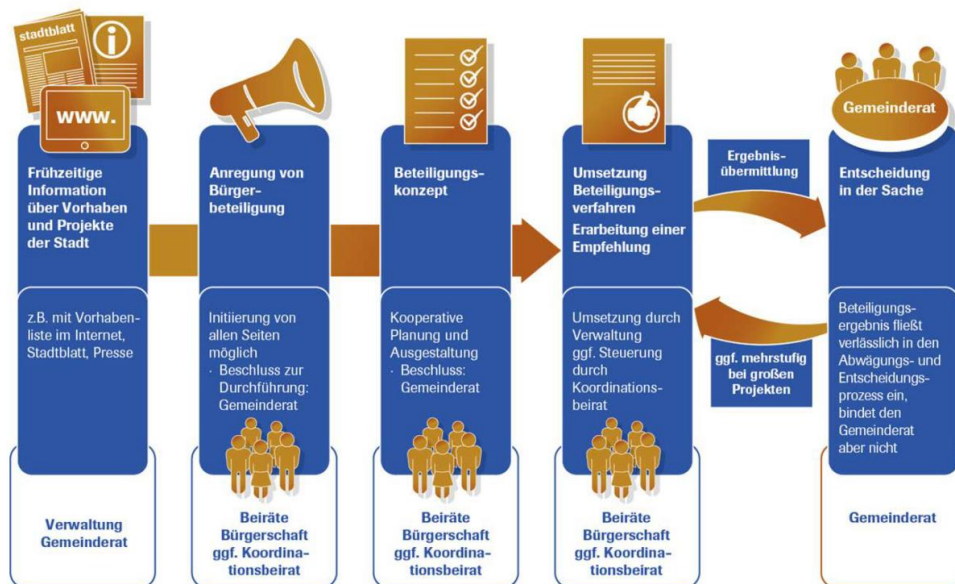 stadtblatt
i
www.
Frühzeitige
Information
über Vorhaben
und Projekte
der Stadt
z.B. mit Vorhaben-
liste im Internet,
Stadtblatt, Presse
Verwaltung
Gemeinderat
Anregung von
Bürger-
beteiligung
Initiierung von
allen Seiten
möglich
· Beschluss zur
Durchführung:
Gemeinderat
Beiräte
Bürgerschaft
ggf. Koordina-
tionsbeirat
Beteiligungs-
konzept
Kooperative
Planung und
Ausgestaltung
· Beschluss:
Gemeinderat
Beiräte
Bürgerschaft
ggf. Koordina-
tionsbeirat
Umsetzung
Beteiligungs-
verfahren
Erarbeitung einer
Empfehlung
Umsetzung durch
Verwaltung
ggf. Steuerung
durch
Koordinations-
beirat
Beiräte
Bürgerschaft
ggf. Koordina-
tionsbeirat
Ergebnis-
übermittlung
ggf. mehrstufig
bei großen
Projekten
Gemeinderat
Entscheidung
in der Sache
Beteiligungs-
ergebnis fließt
verlässlich in den
Abwägungs- und
Entscheidungs-
prozess ein,
bindet den
Gemeinderat
aber nicht
Gemeinderat